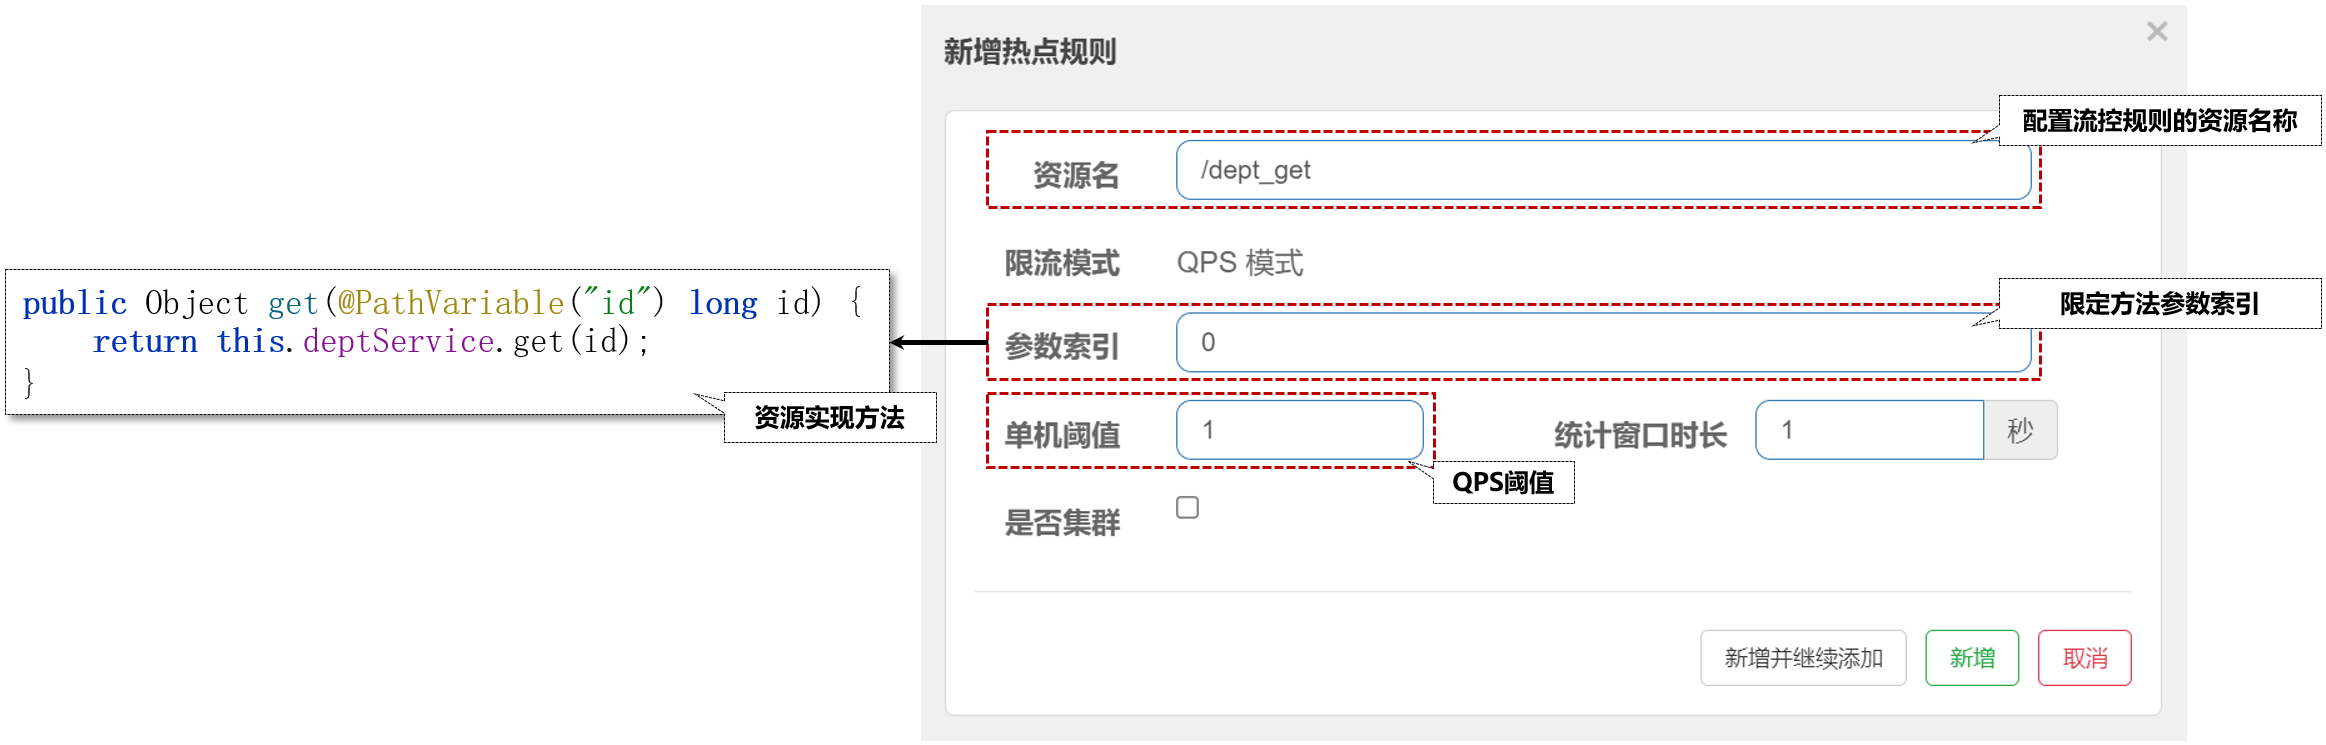 新增热点规则
×
配置流控规则的资源名称
资源名
/dept_get
限流模式
QPS 模式
限定方法参数索引
参数索引
0
public Object get(@PathVariable("id") long id) {
    return this.deptService.get(id);
}
资源实现方法
单机阈值
1
统计窗口时长
1
秒
QPS阈值
是否集群
新增并继续添加
新增
取消